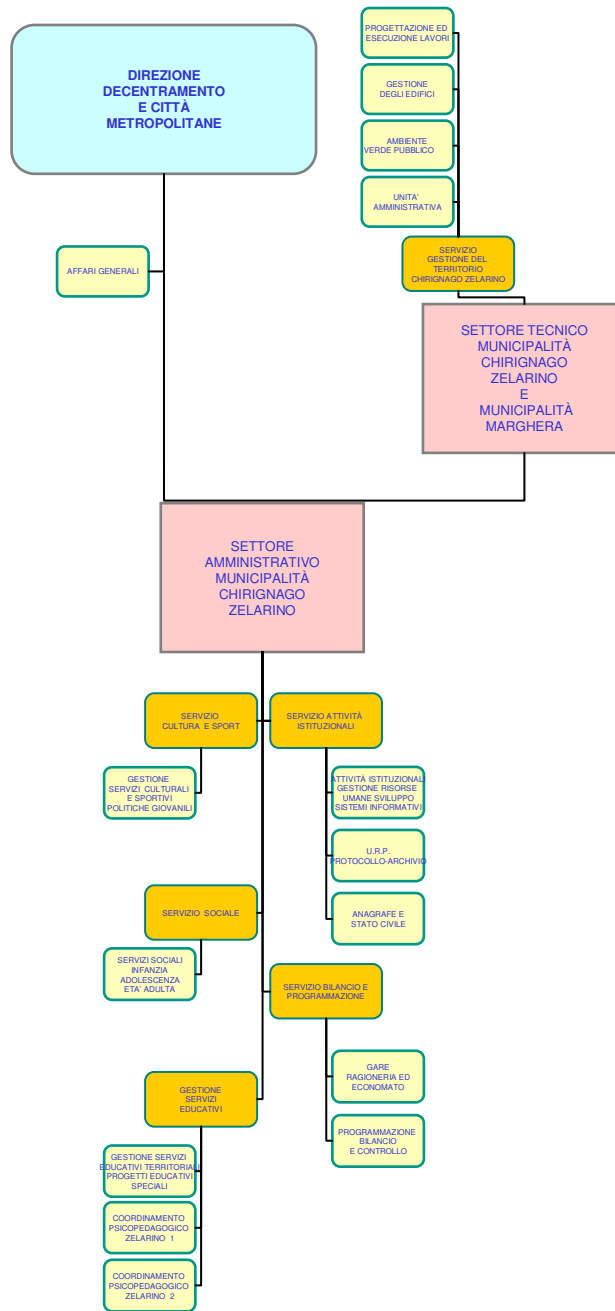 DIREZIONE
DECENTRAMENTO
E CITTÀ
METROPOLITANE
PROGETTAZIONE ED
ESECUZIONE LAVORI
GESTIONE
DEGLI EDIFICI
AMBIENTE
VERDE PUBBLICO
UNITA'
AMMINISTRATIVA
SERVIZIO
GESTIONE DEL
TERRITORIO
CHIRIGNAGO ZELARINO
AFFARI GENERALI
SETTORE TECNICO
MUNICIPALITÀ
CHIRIGNAGO
ZELARINO
E
MUNICIPALITÀ
MARGHERA
SETTORE
AMMINISTRATIVO
MUNICIPALITÀ
CHIRIGNAGO
ZELARINO
SERVIZIO
CULTURA E SPORT
SERVIZIO ATTIVITÀ
ISTITUZIONALI
GESTIONE
SERVIZI CULTURALI
E SPORTIVI
POLITICHE GIOVANILI
ATTIVITÀ ISTITUZIONALI
GESTIONE RISORSE
UMANE SVILUPPO
SISTEMI INFORMATIVI
U.R.P.
PROTOCOLLO-ARCHIVIO
ANAGRAFE E
STATO CIVILE
SERVIZIO SOCIALE
SERVIZI SOCIALI
INFANZIA
ADOLESCENZA
ETA' ADULTA
SERVIZIO BILANCIO E
PROGRAMMAZIONE
GARE
RAGIONERIA ED
ECONOMATO
PROGRAMMAZIONE
BILANCIO
E CONTROLLO
GESTIONE
SERVIZI
EDUCATIVI
GESTIONE SERVIZI
EDUCATIVI TERRITORIALI
PROGETTI EDUCATIVI
SPECIALI
COORDINAMENTO
PSICOPEDAGOGICO
ZELARINO 1
COORDINAMENTO
PSICOPEDAGOGICO
ZELARINO 2